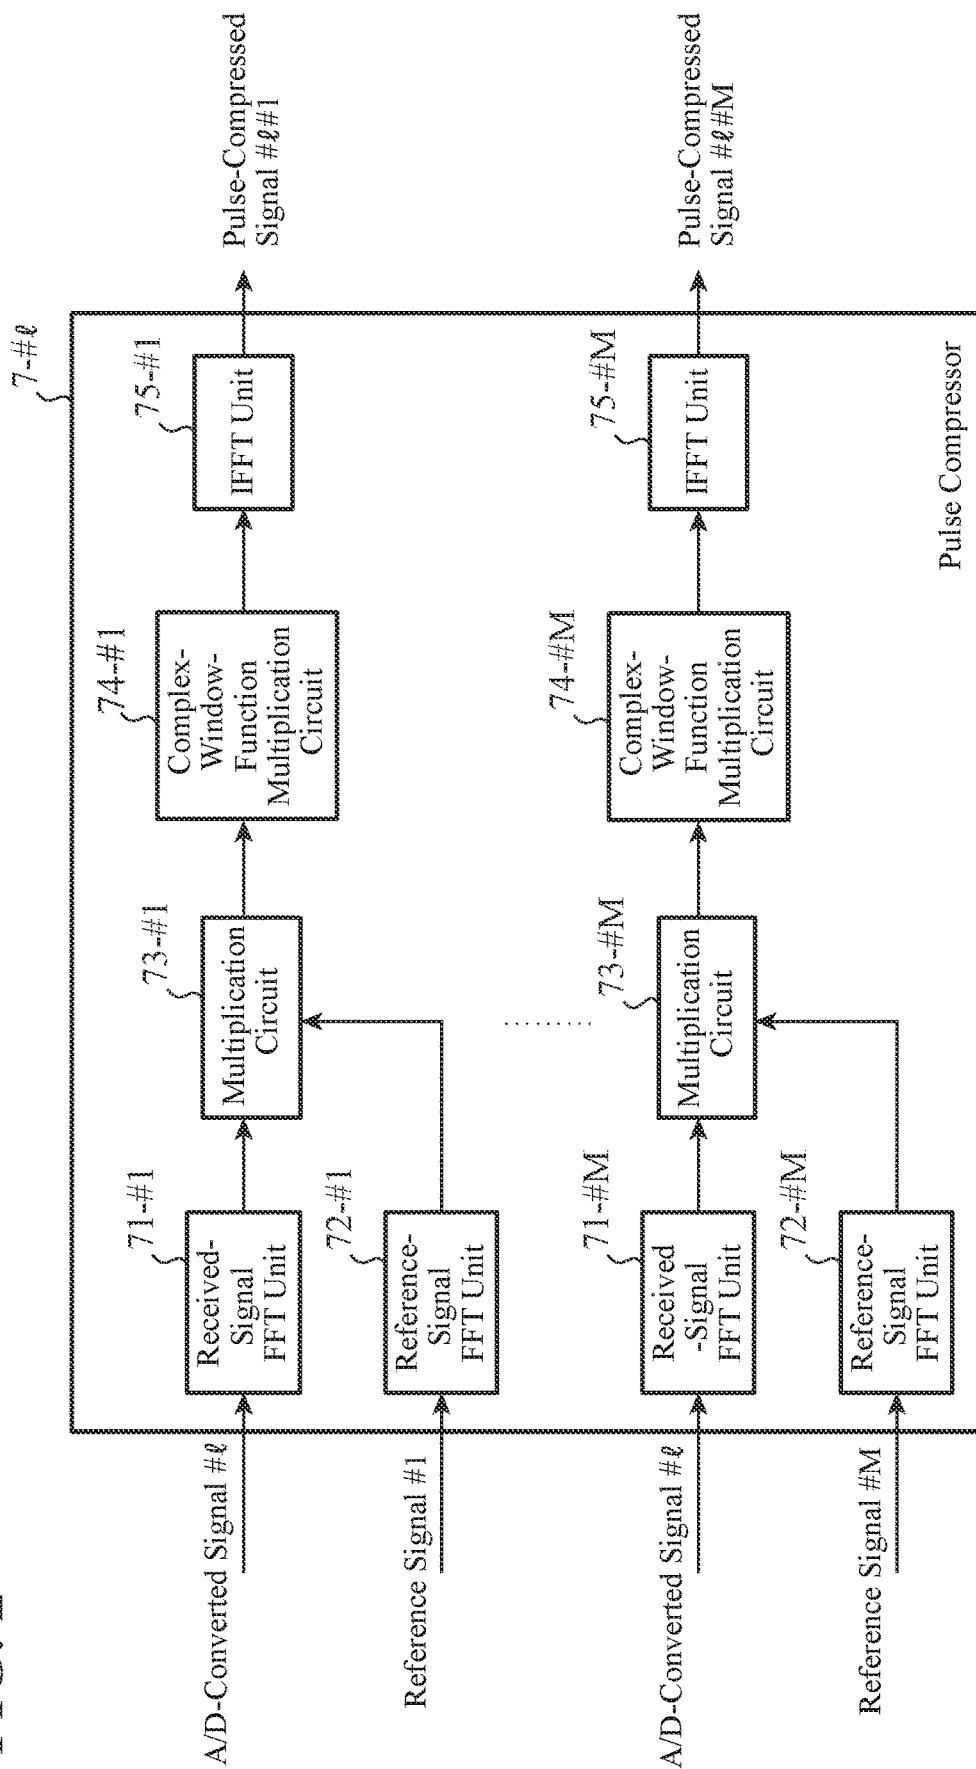 7-#ℓ
A/D-Converted Signal #ℓ
71-#1
Received-
Signal
FFT Unit
73-#1
Multiplication
Circuit
74-#1
Complex-
Window-
Function
Multiplication
Circuit
75-#1
IFFT Unit
Pulse-Compressed
Signal #ℓ#1
Reference Signal #1
72-#1
Reference-
Signal
FFT Unit
A/D-Converted Signal #ℓ
71-#M
Received
-Signal
FFT Unit
73-#M
Multiplication
Circuit
74-#M
Complex-
Window-
Function
Multiplication
Circuit
75-#M
IFFT Unit
Pulse-Compressed
Signal #ℓ#M
Reference Signal #M
72-#M
Reference-
Signal
FFT Unit
Pulse Compressor